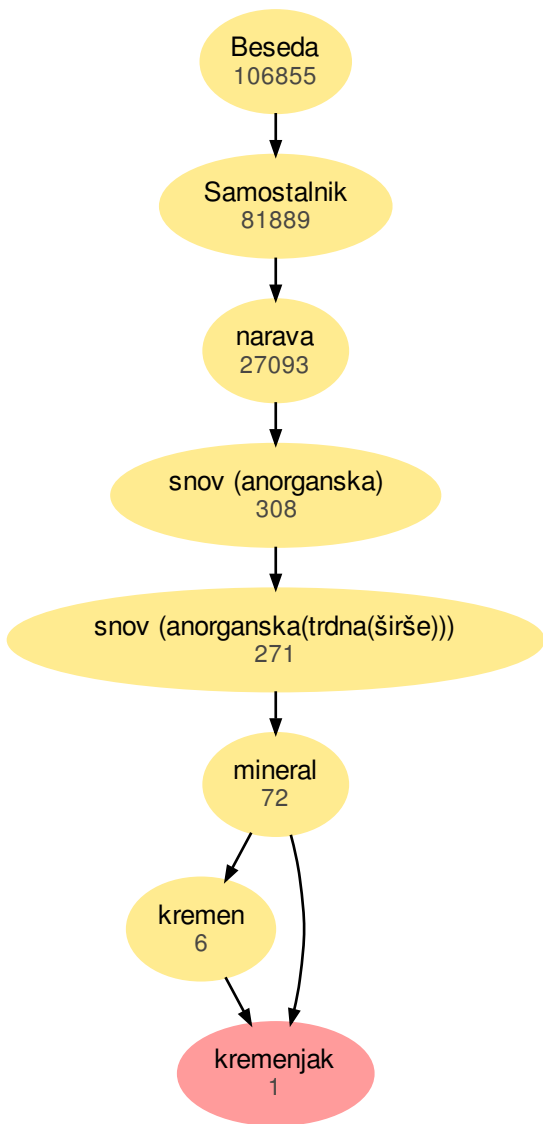 Beseda
106855
Samostalnik
81889
narava
27093
snov (anorganska)
308
snov (anorganska(trdna(širše)))
271
mineral
72
kremen
6
kremenjak
1